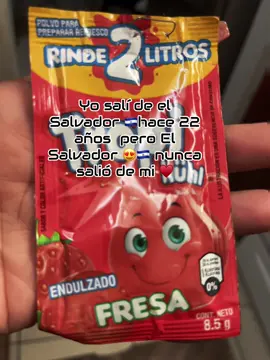 POLVO PARA
PREPARAR REFRESCO
RINDE 2 LITROS
Yo salí de el
Salvador 🇸🇻hace 22
años pero El
Salvador 😍🇸🇻 nunca
salió de mi ❤️
ENDULZADO
FRESA
CONT. NETO
8.5 g
0%